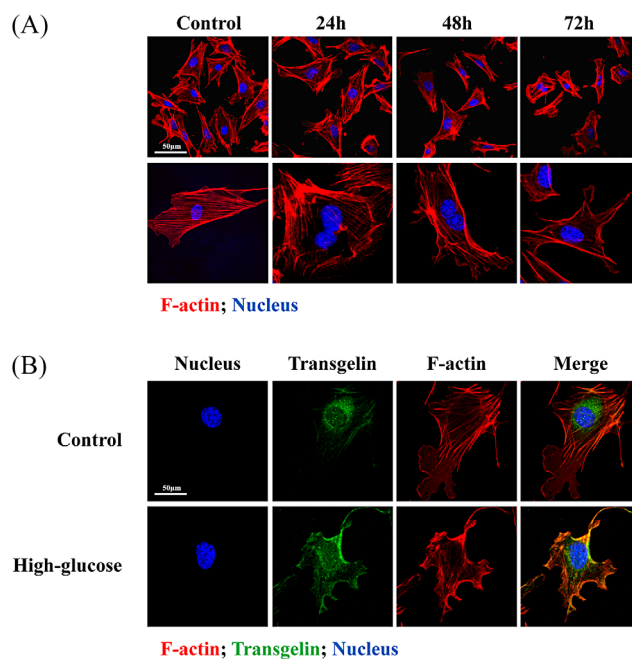 (A)
Control 24h 48h 72h
50μm
F-actin; Nucleus
(B)
Nucleus Transgelin F-actin Merge
Control
50μm
High-glucose
F-actin; Transgelin; Nucleus